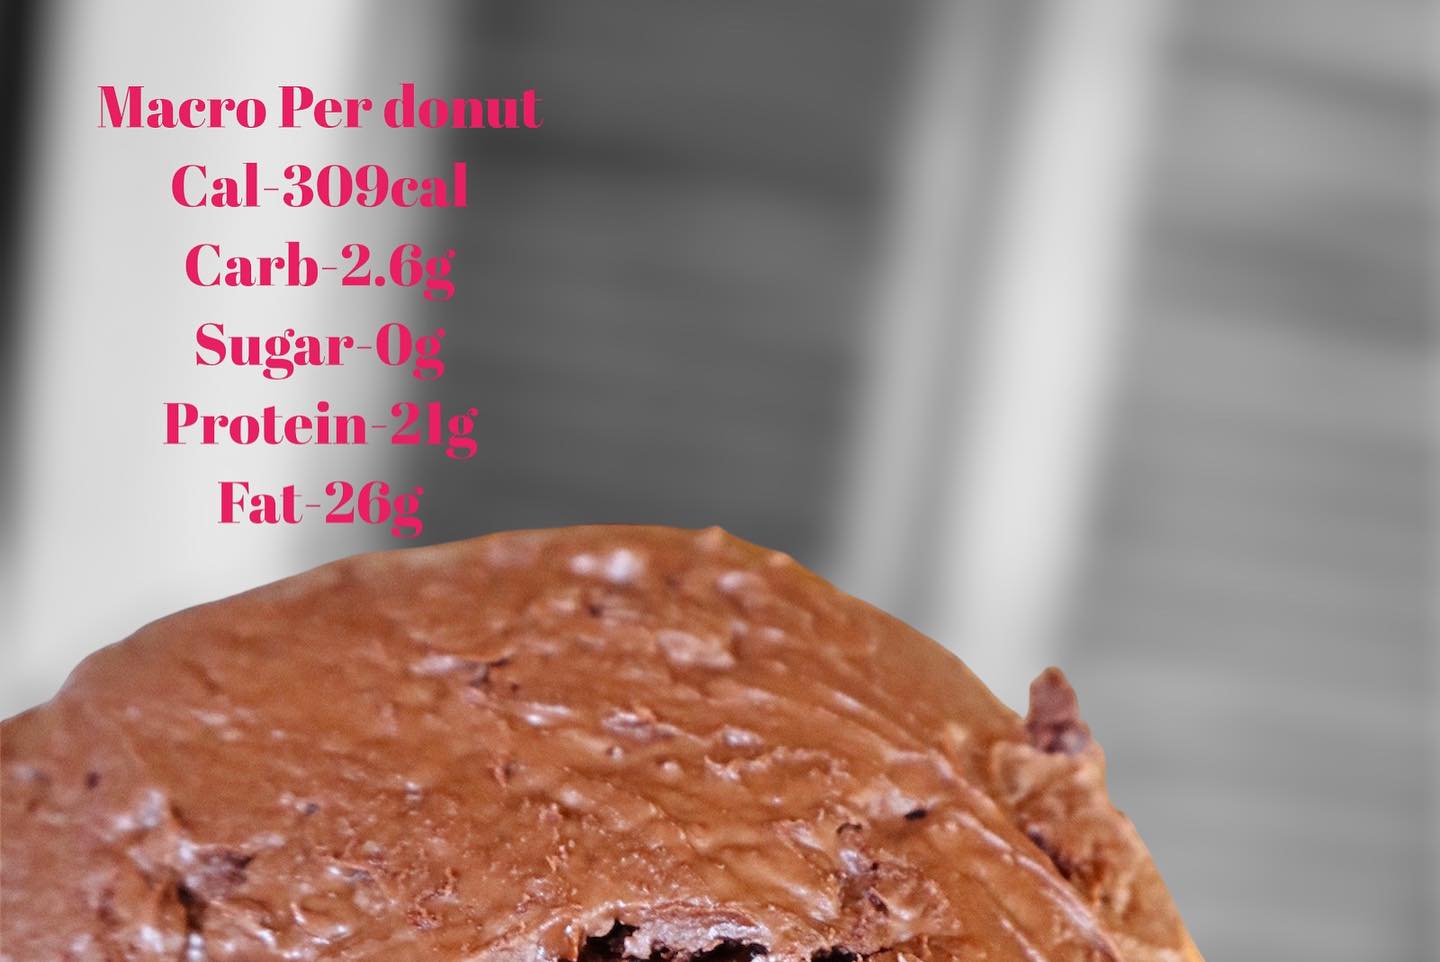 Macro Per donut
Cal-309cal
Carb-2.6g
Sugar-0g
Protein-21g
Fat-26g